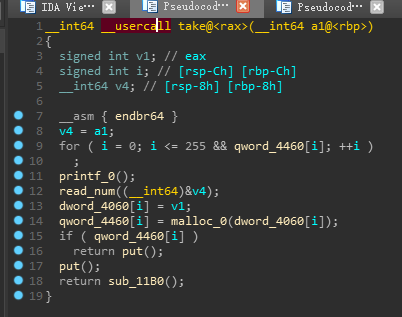 IDA Vie⋯ Pseudocod⋯ Pseudocod⋯
1 __int64 __usercall take@<rax>(__int64 a1@<rbp>)
2 {
3 signed int v1; // eax
4 signed int i; // [rsp-Ch] [rbp-Ch]
5 __int64 v4; // [rsp-8h] [rbp-8h]
6
7 __asm { endbr64 }
8 v4 = a1;
9 for ( i = 0; i <= 255 && qword_4460[i]; ++i )
10 ;
11 printf_0();
12 read_num((__int64)&v4);
13 dword_4060[i] = v1;
14 qword_4460[i] = malloc_0(dword_4060[i]);
15 if ( qword_4460[i] )
16 return put();
17 put();
18 return sub_11B0();
19 }